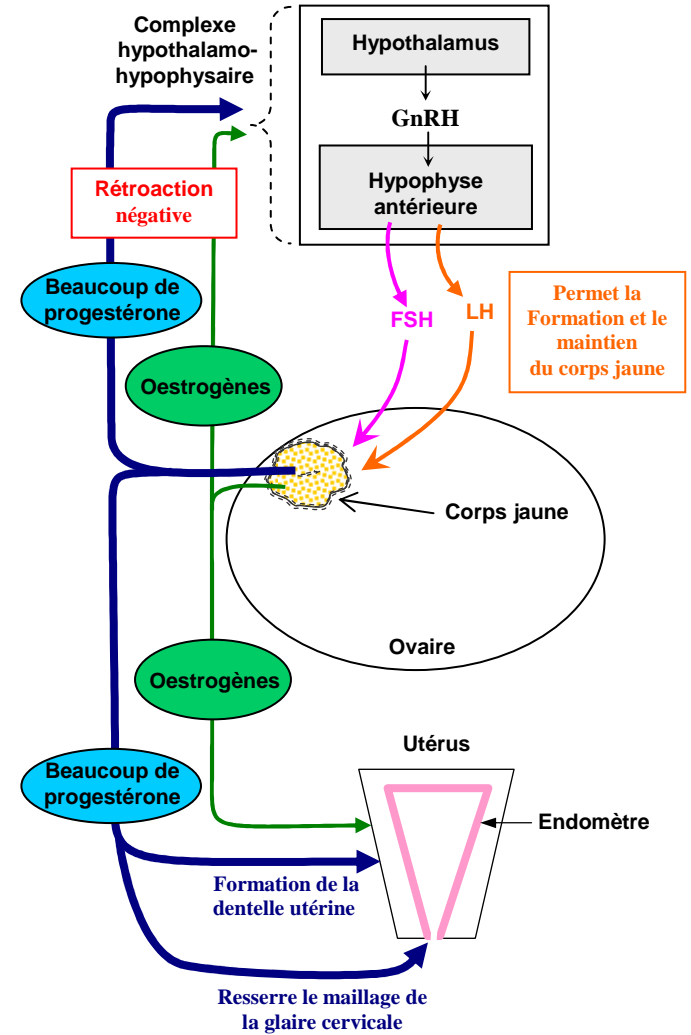 Complexe
hypothalamo-
hypophysaire
Hypothalamus
GnRH
Hypophyse
antérieure
Rétroaction
négative
Beaucoup de
progestérone
FSH
LH
Permet la
Formation et le
maintien
du corps jaune
Oestrogènes
Corps jaune
Ovaire
Oestrogènes
Utérus
Beaucoup de
progestérone
Endomètre
Formation de la
dentelle utérine
Resserre le maillage de
la glaire cervicale